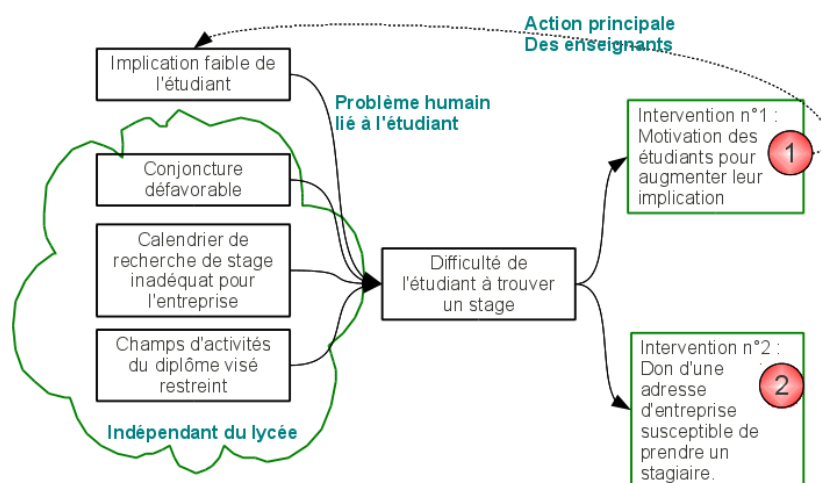 Action principale
Des enseignants
Implication faible de
l'étudiant
Problème humain
lié à l'étudiant
Conjoncture
défavorable
Calendrier de
recherche de stage
inadéquat pour
l'entreprise
Champs d'activités
du diplôme visé
restreint
Indépendant du lycée
Difficulté de
l'étudiant à trouver
un stage
Intervention n°1 :
Motivation des
étudiants pour
augmenter leur
implication
1
Intervention n°2 :
Don d'une
adresse
d'entreprise
susceptible de
prendre un
stagiaire.
2